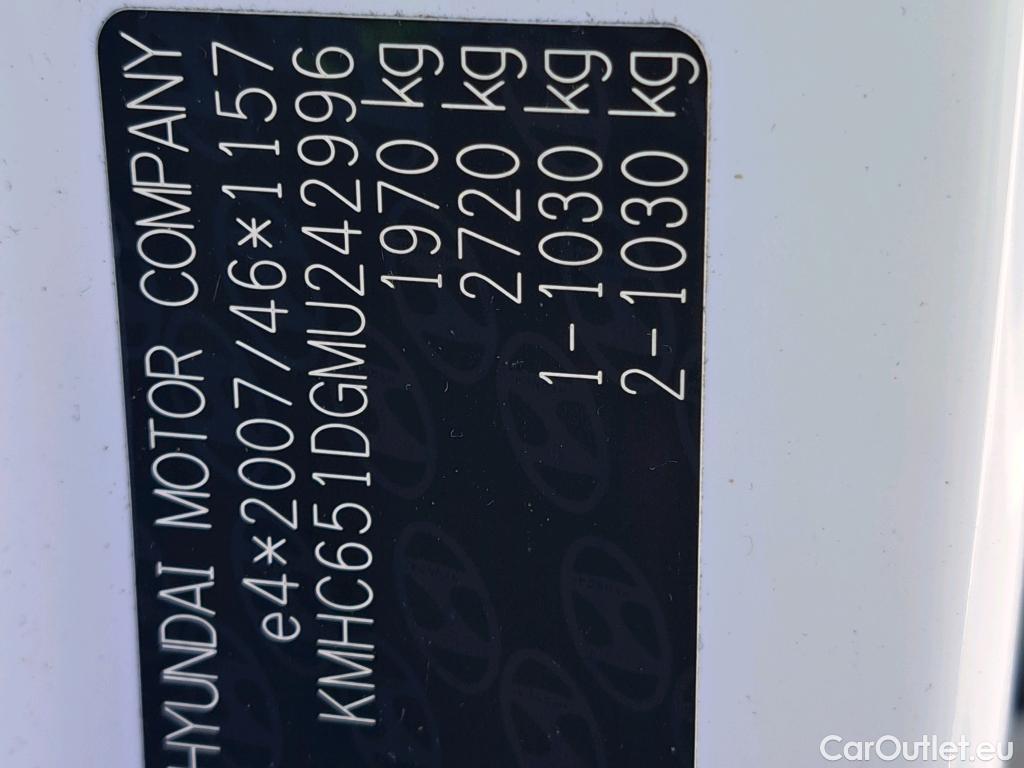 HYUNDAI MOTOR COMPANY
e4*2007/46*1157
KMHC651DGMU242996
1970 kg
2720 kg
1-1030 kg
2-1030 kg
CarOutlet.eu